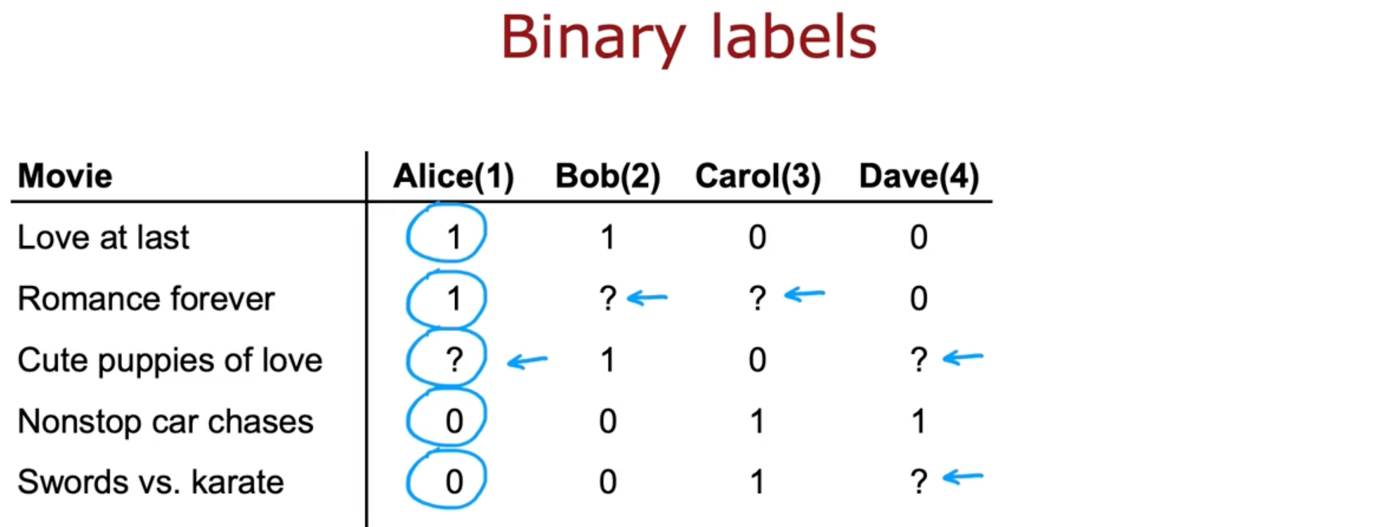 Binary labels
Movie Alice(1) Bob(2) Carol(3) Dave(4)
Love at last 1 1 0 0
Romance forever 1 ? ? 0
Cute puppies of love ? 1 0 ?
Nonstop car chases 0 0 1 1
Swords vs. karate 0 0 1 ?